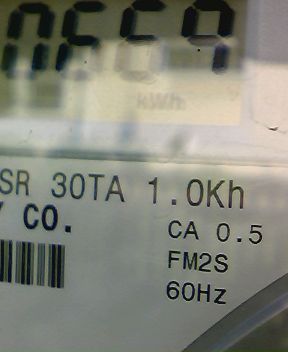 kWh
SR 30TA 1.0Kh
Y CO.
CA 0.5
FM2S
60Hz